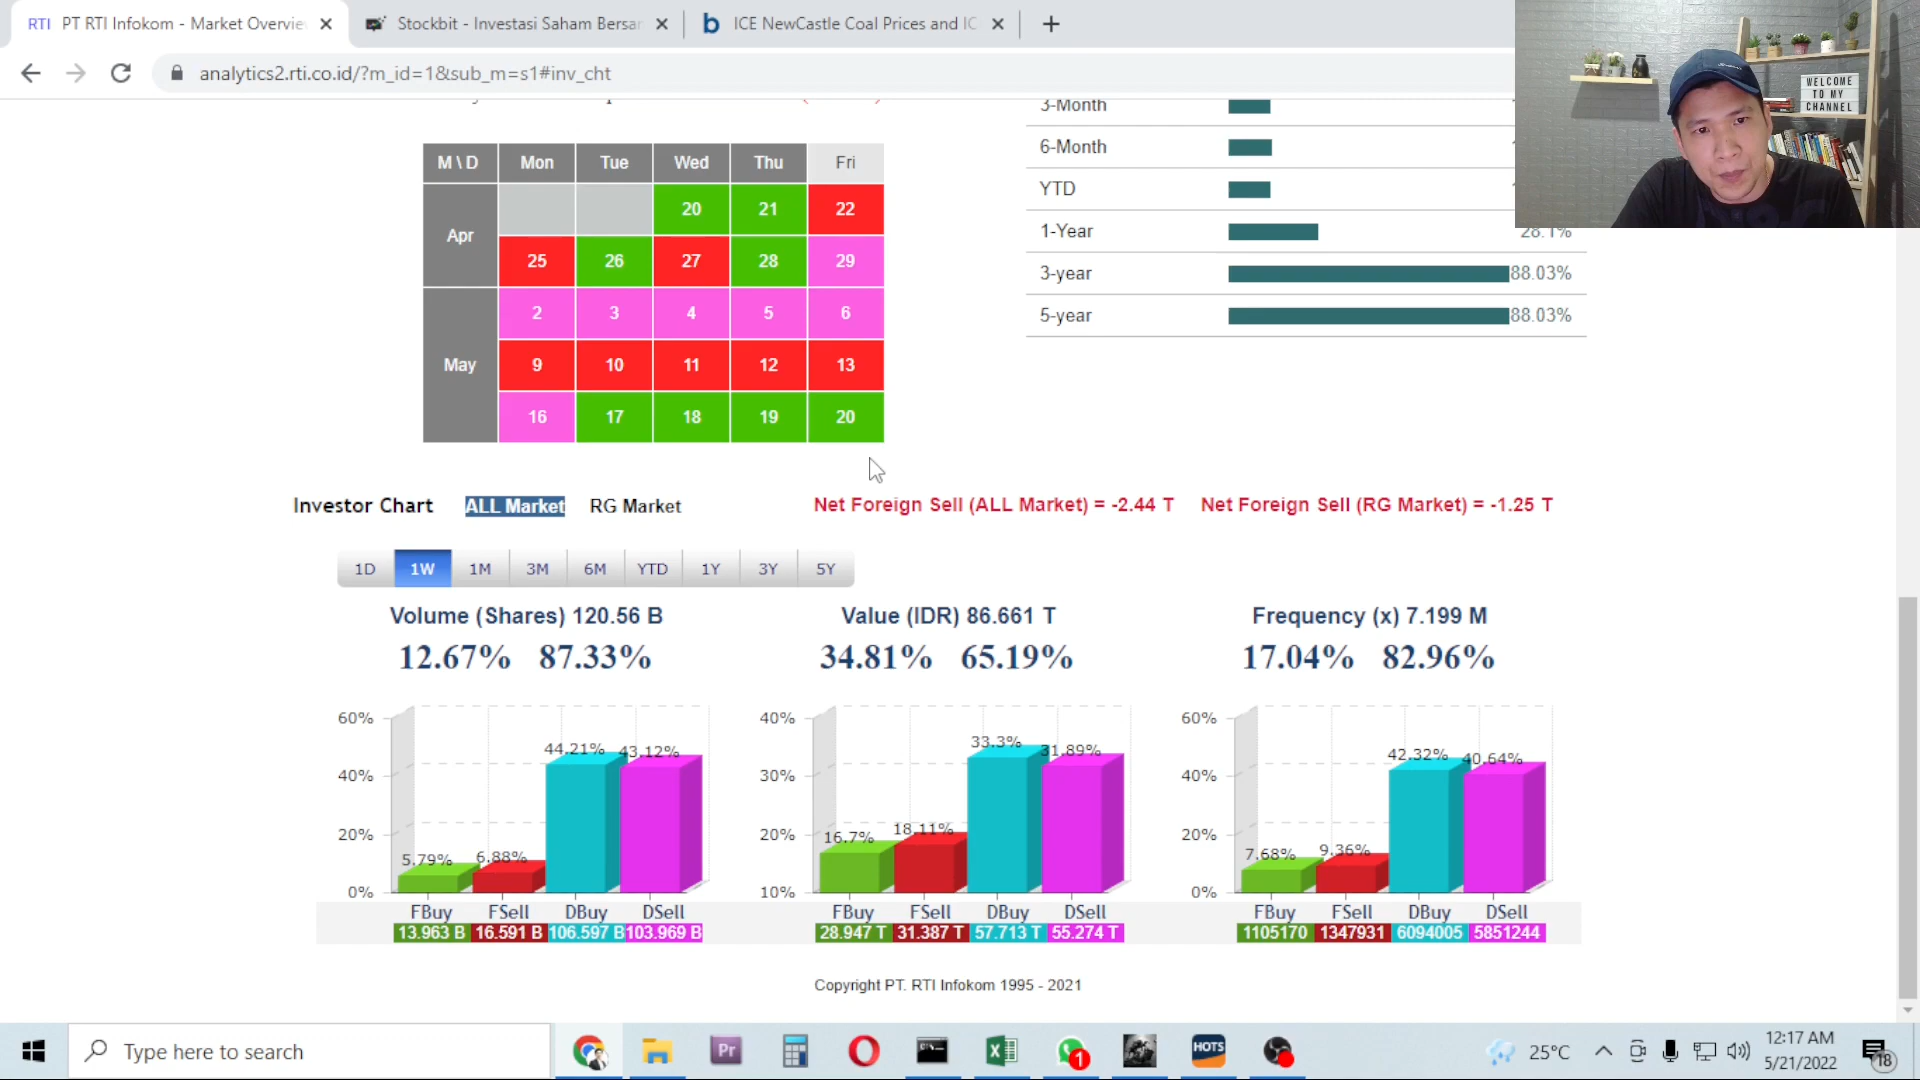 RTI PT RTI Infokom - Market Overvie
Stockbit - Investasi Saham Bersar
b ICE NewCastle Coal Prices and IC
analytics2.rti.co.id/?m_id=1&sub_m=s1#inv_cht
WELCOME
TO MY
CHANNEL
3-Month
6-Month
YTD
1-Year 28.1%
3-year 88.03%
5-year 88.03%
M \ D Mon Tue Wed Thu Fri
Apr
20 21 22
25 26 27 28 29
May
2 3 4 5 6
9 10 11 12 13
16 17 18 19 20
Investor Chart ALL Market RG Market
Net Foreign Sell (ALL Market) = -2.44 T Net Foreign Sell (RG Market) = -1.25 T
1D 1W 1M 3M 6M YTD 1Y 3Y 5Y
Volume (Shares) 120.56 B
12.67% 87.33%
60%
40%
20%
0%
5.79% 6.88% 44.21% 43.12%
FBuy FSell DBuy DSell
13.963 B 16.591 B 106.597 B 103.969 B
Value (IDR) 86.661 T
34.81% 65.19%
40%
30%
20%
10%
16.7% 18.11% 33.3% 31.89%
FBuy FSell DBuy DSell
28.947 T 31.387 T 57.713 T 55.274 T
Frequency (x) 7.199 M
17.04% 82.96%
60%
40%
20%
0%
7.68% 9.36% 42.32% 40.64%
FBuy FSell DBuy DSell
1105170 1347931 6094005 5851244
Copyright PT. RTI Infokom 1995 - 2021
Type here to search
Pr
HOTS
1
25°C
12:17 AM
5/21/2022
18